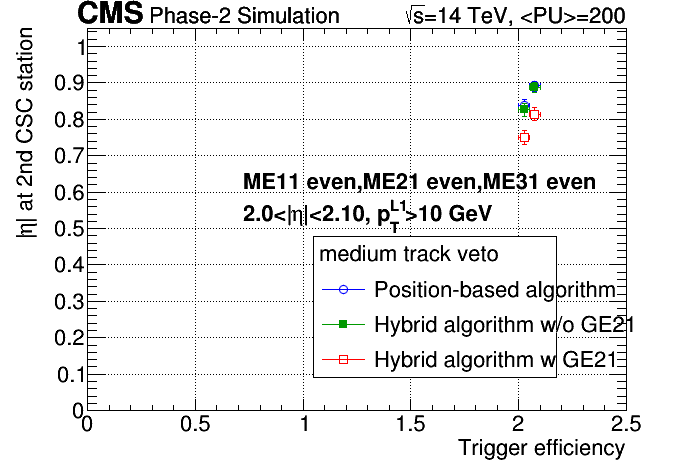 CMS Phase-2 Simulation
√s=14 TeV, <PU>=200
|η| at 2nd CSC station
1
0.9
0.8
0.7
0.6
0.5
0.4
0.3
0.2
0.1
0
ME11 even,ME21 even,ME31 even
2.0<|η|<2.10, p_T^L1>10 GeV
medium track veto
Position-based algorithm
Hybrid algorithm w/o GE21
Hybrid algorithm w GE21
0 0.5 1 1.5 2 2.5
Trigger efficiency